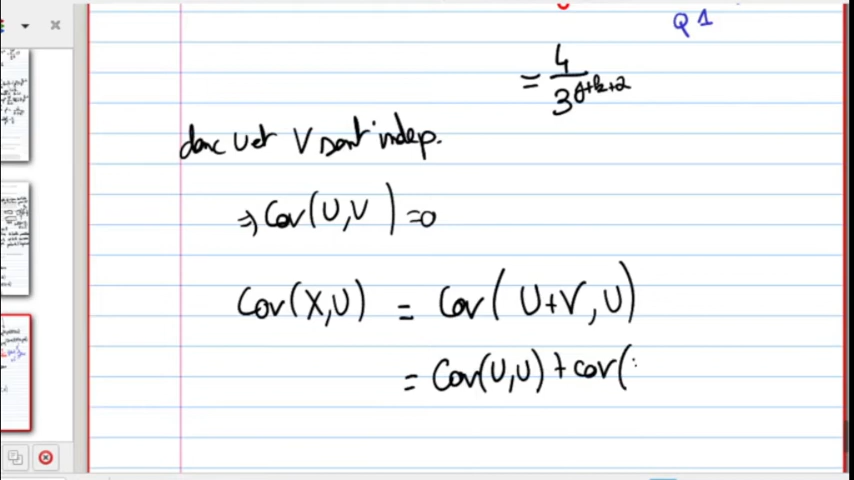 Q 1
= 4/3^(j+k+2)
donc U et V sont indep.
⇒ Cov(U,V) = 0
Cov(X,U) = Cov(U+V,U)
= Cov(U,U) + cov(